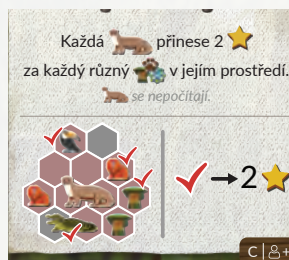 Každá přinese 2
za každý různý v jejím prostředí.
se nepočítají.
2
C | +